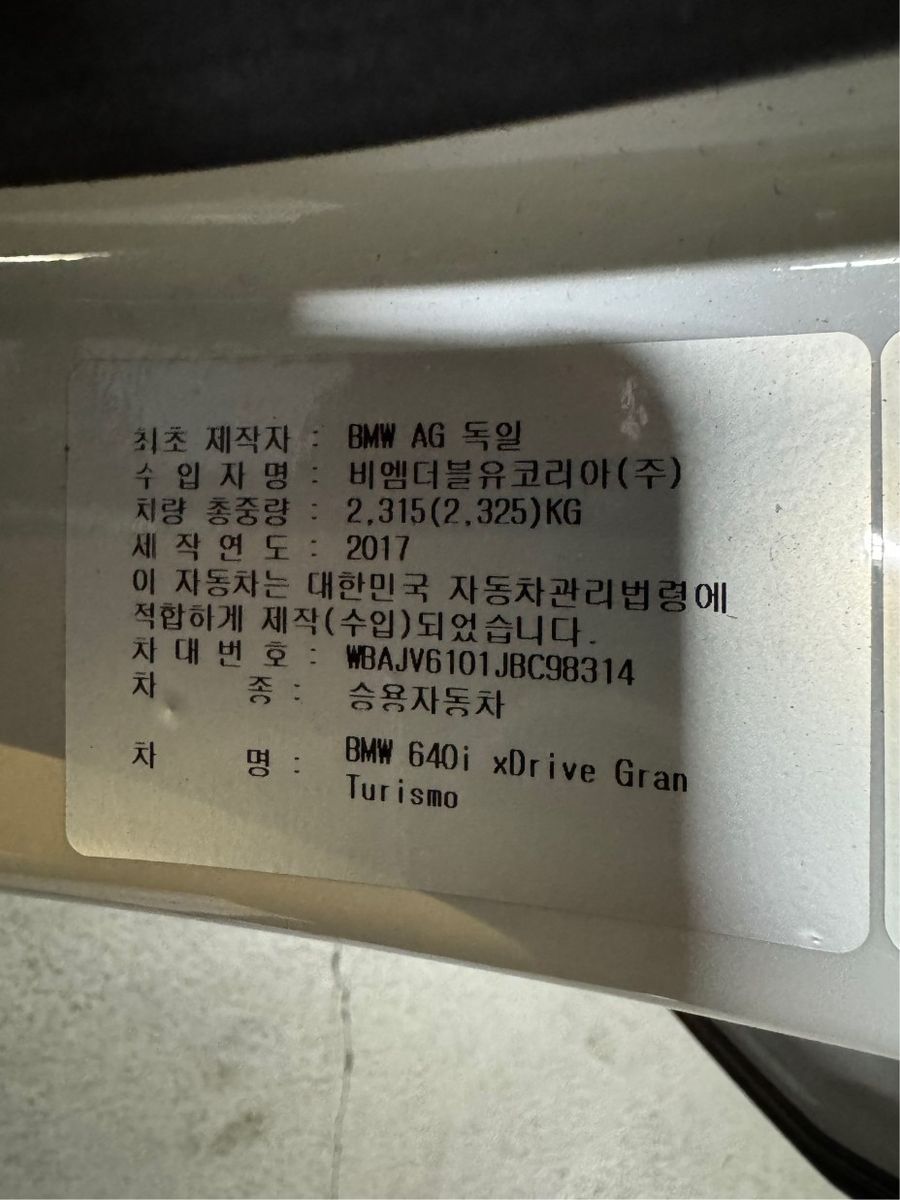 최초 제작자 : BMW AG 독일
수 입 자 명 : 비엠더블유코리아(주)
차량 총중량 : 2,315(2,325)KG
제 작 연 도 : 2017
이 자동차는 대한민국 자동차관리법령에
적합하게 제작(수입)되었습니다.
차 대 번 호 : WBAJV6101JBC98314
차 종 : 승용자동차
차 명 : BMW 640i xDrive Gran
Turismo